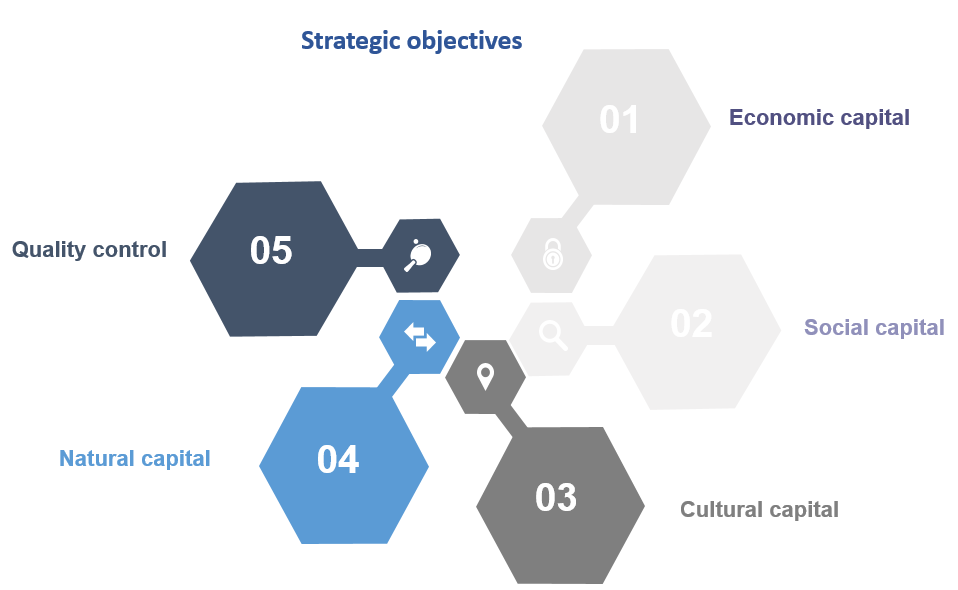 Strategic objectives
01
Economic capital
02
Social capital
03
Cultural capital
04
Natural capital
05
Quality control